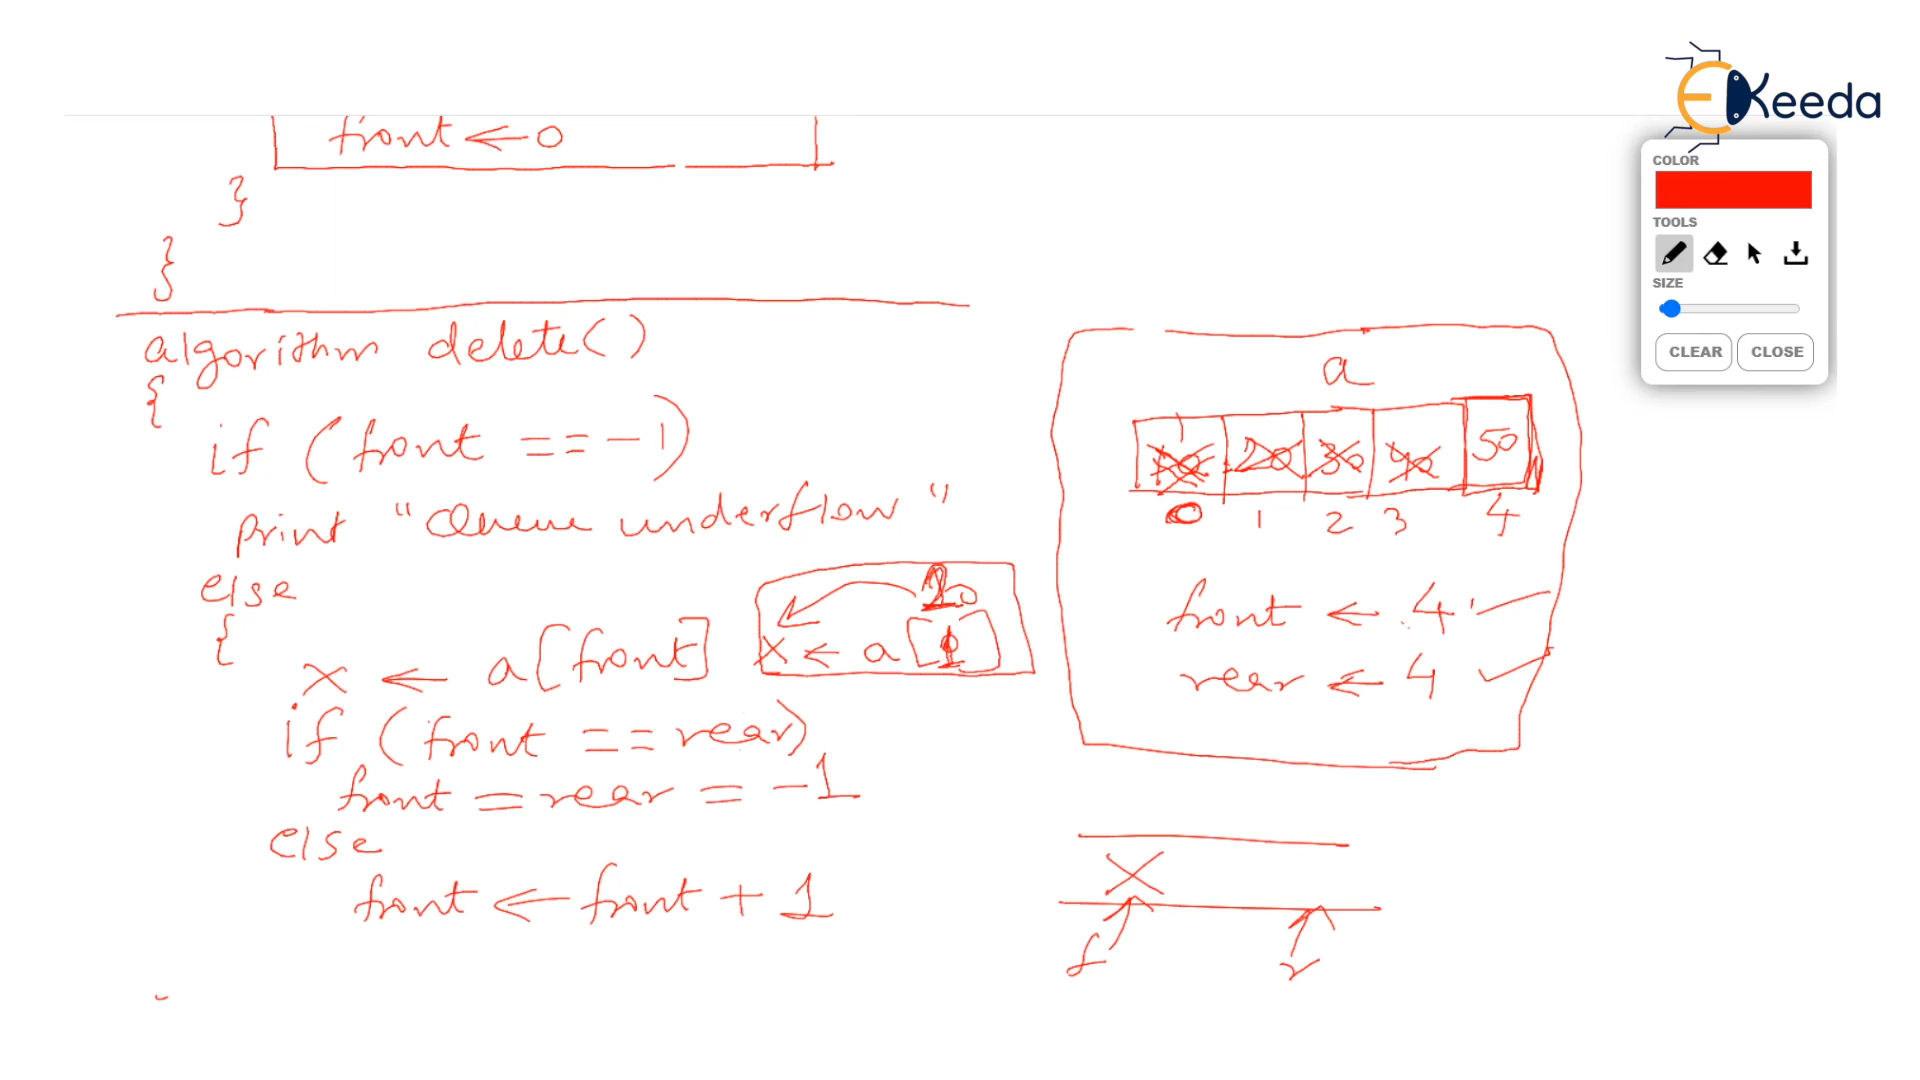 EKeeda
front ← 0
}
}
algorithm delete()
{
if (front == -1)
print "Queue underflow"
else
{
x ← a[front]
if (front == rear)
front = rear = -1
else
front ← front + 1
20
x ← a
a
10 20 30 40 50
0 1 2 3 4
front ← 4
rear ← 4
X
f r
COLOR
TOOLS
SIZE
CLEAR CLOSE